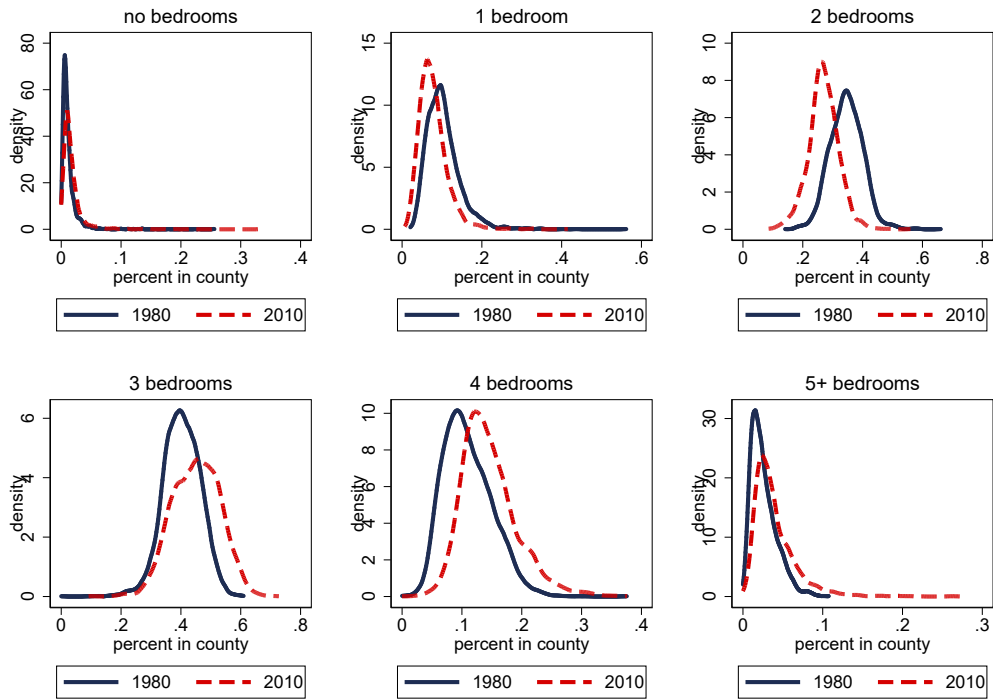 no bedrooms
density
80
60
40
20
0
0 .1 .2 .3 .4
percent in county
1980 2010
1 bedroom
density
15
10
5
0
0 .2 .4 .6
percent in county
1980 2010
2 bedrooms
density
10
8
6
4
2
0
0 .2 .4 .6 .8
percent in county
1980 2010
3 bedrooms
density
6
4
2
0
0 .2 .4 .6 .8
percent in county
1980 2010
4 bedrooms
density
10
8
6
4
2
0
0 .1 .2 .3 .4
percent in county
1980 2010
5+ bedrooms
density
30
20
10
0
0 .1 .2 .3
percent in county
1980 2010